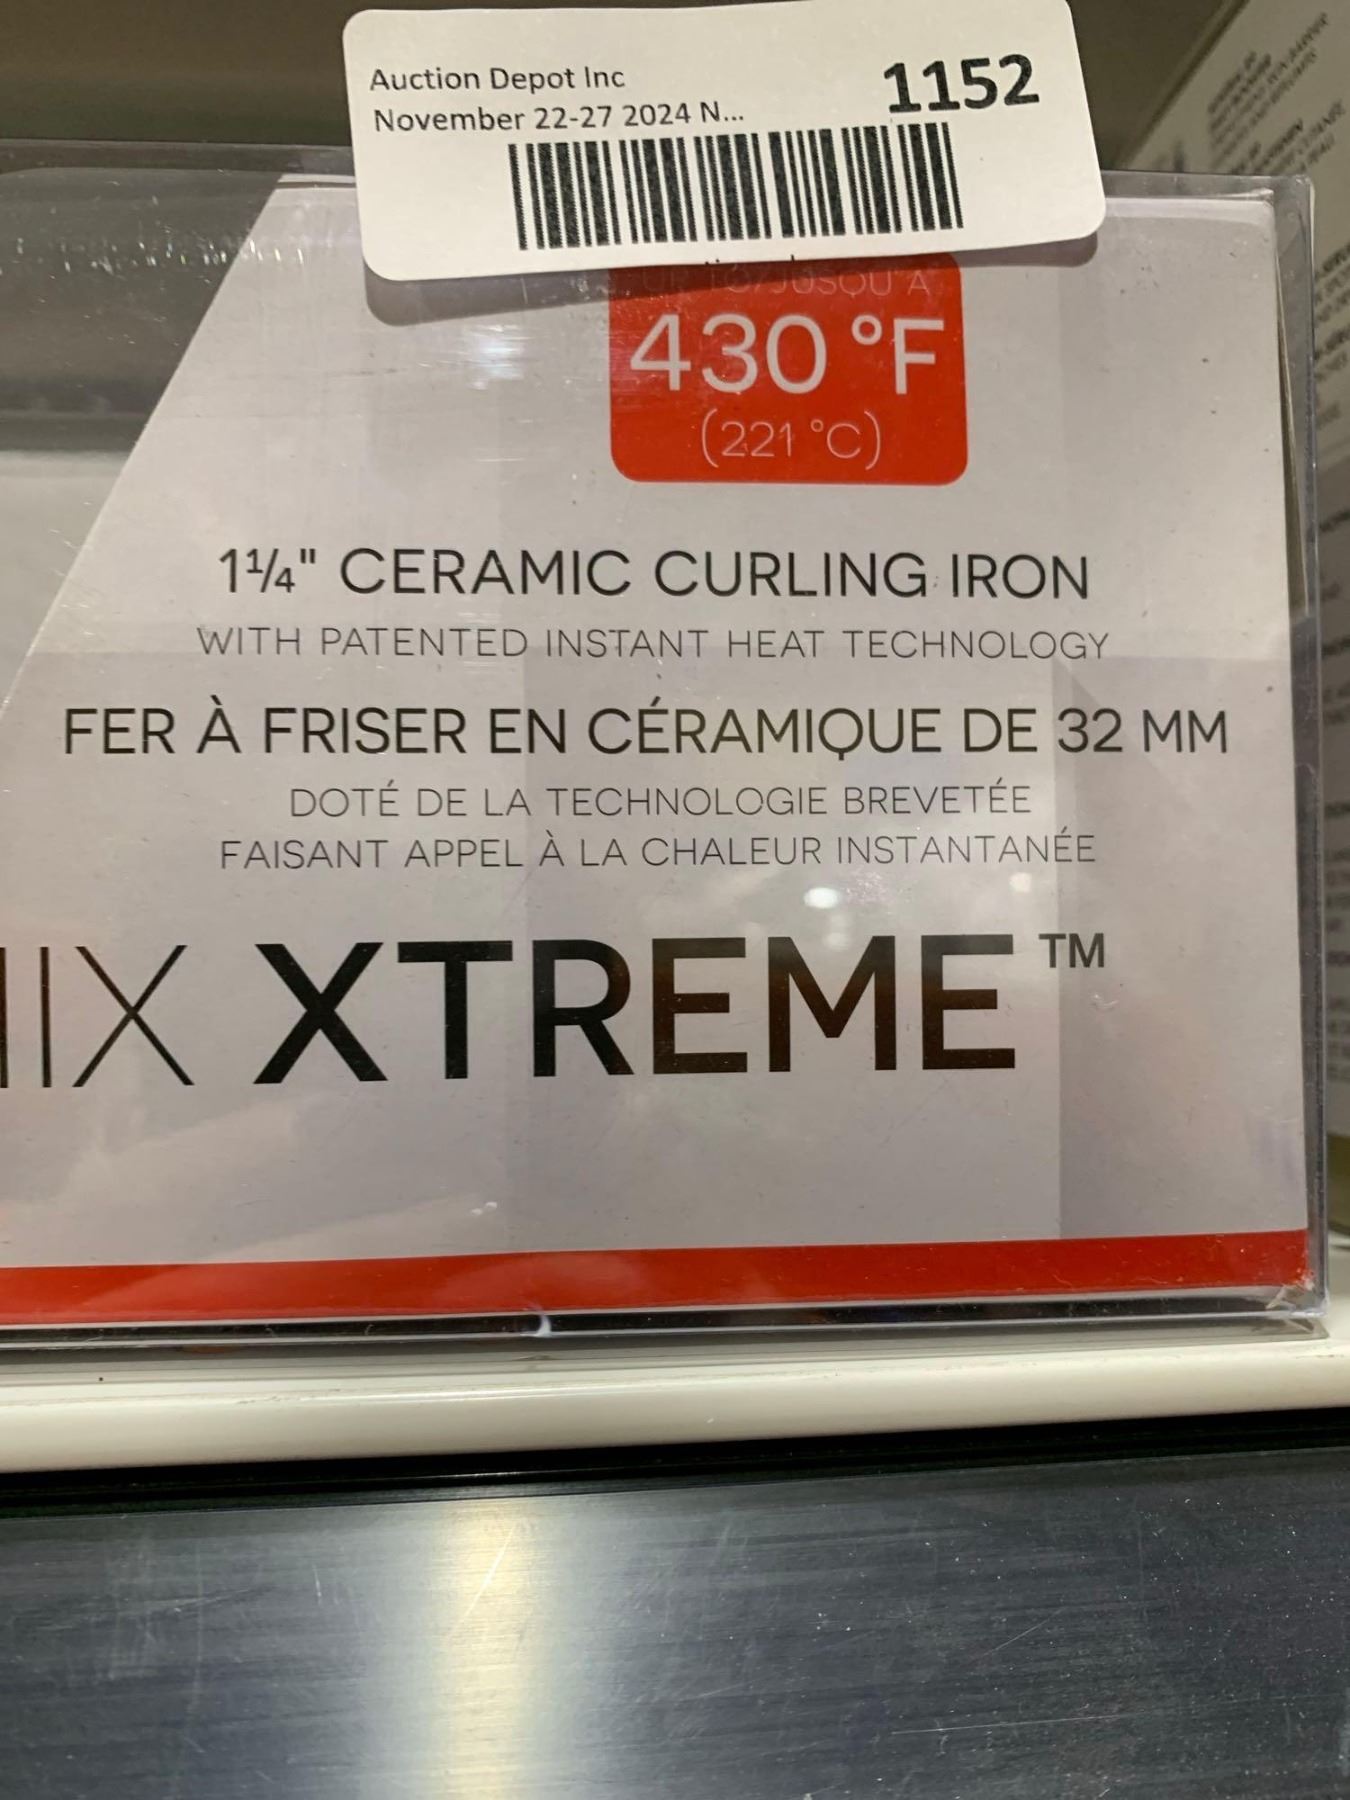 Auction Depot Inc
November 22-27 2024 N...
1152
430 °F
(221 °C)
1¼" CERAMIC CURLING IRON
WITH PATENTED INSTANT HEAT TECHNOLOGY
FER À FRISER EN CÉRAMIQUE DE 32 MM
DOTÉ DE LA TECHNOLOGIE BREVETÉE
FAISANT APPEL À LA CHALEUR INSTANTANÉE
IX XTREME™